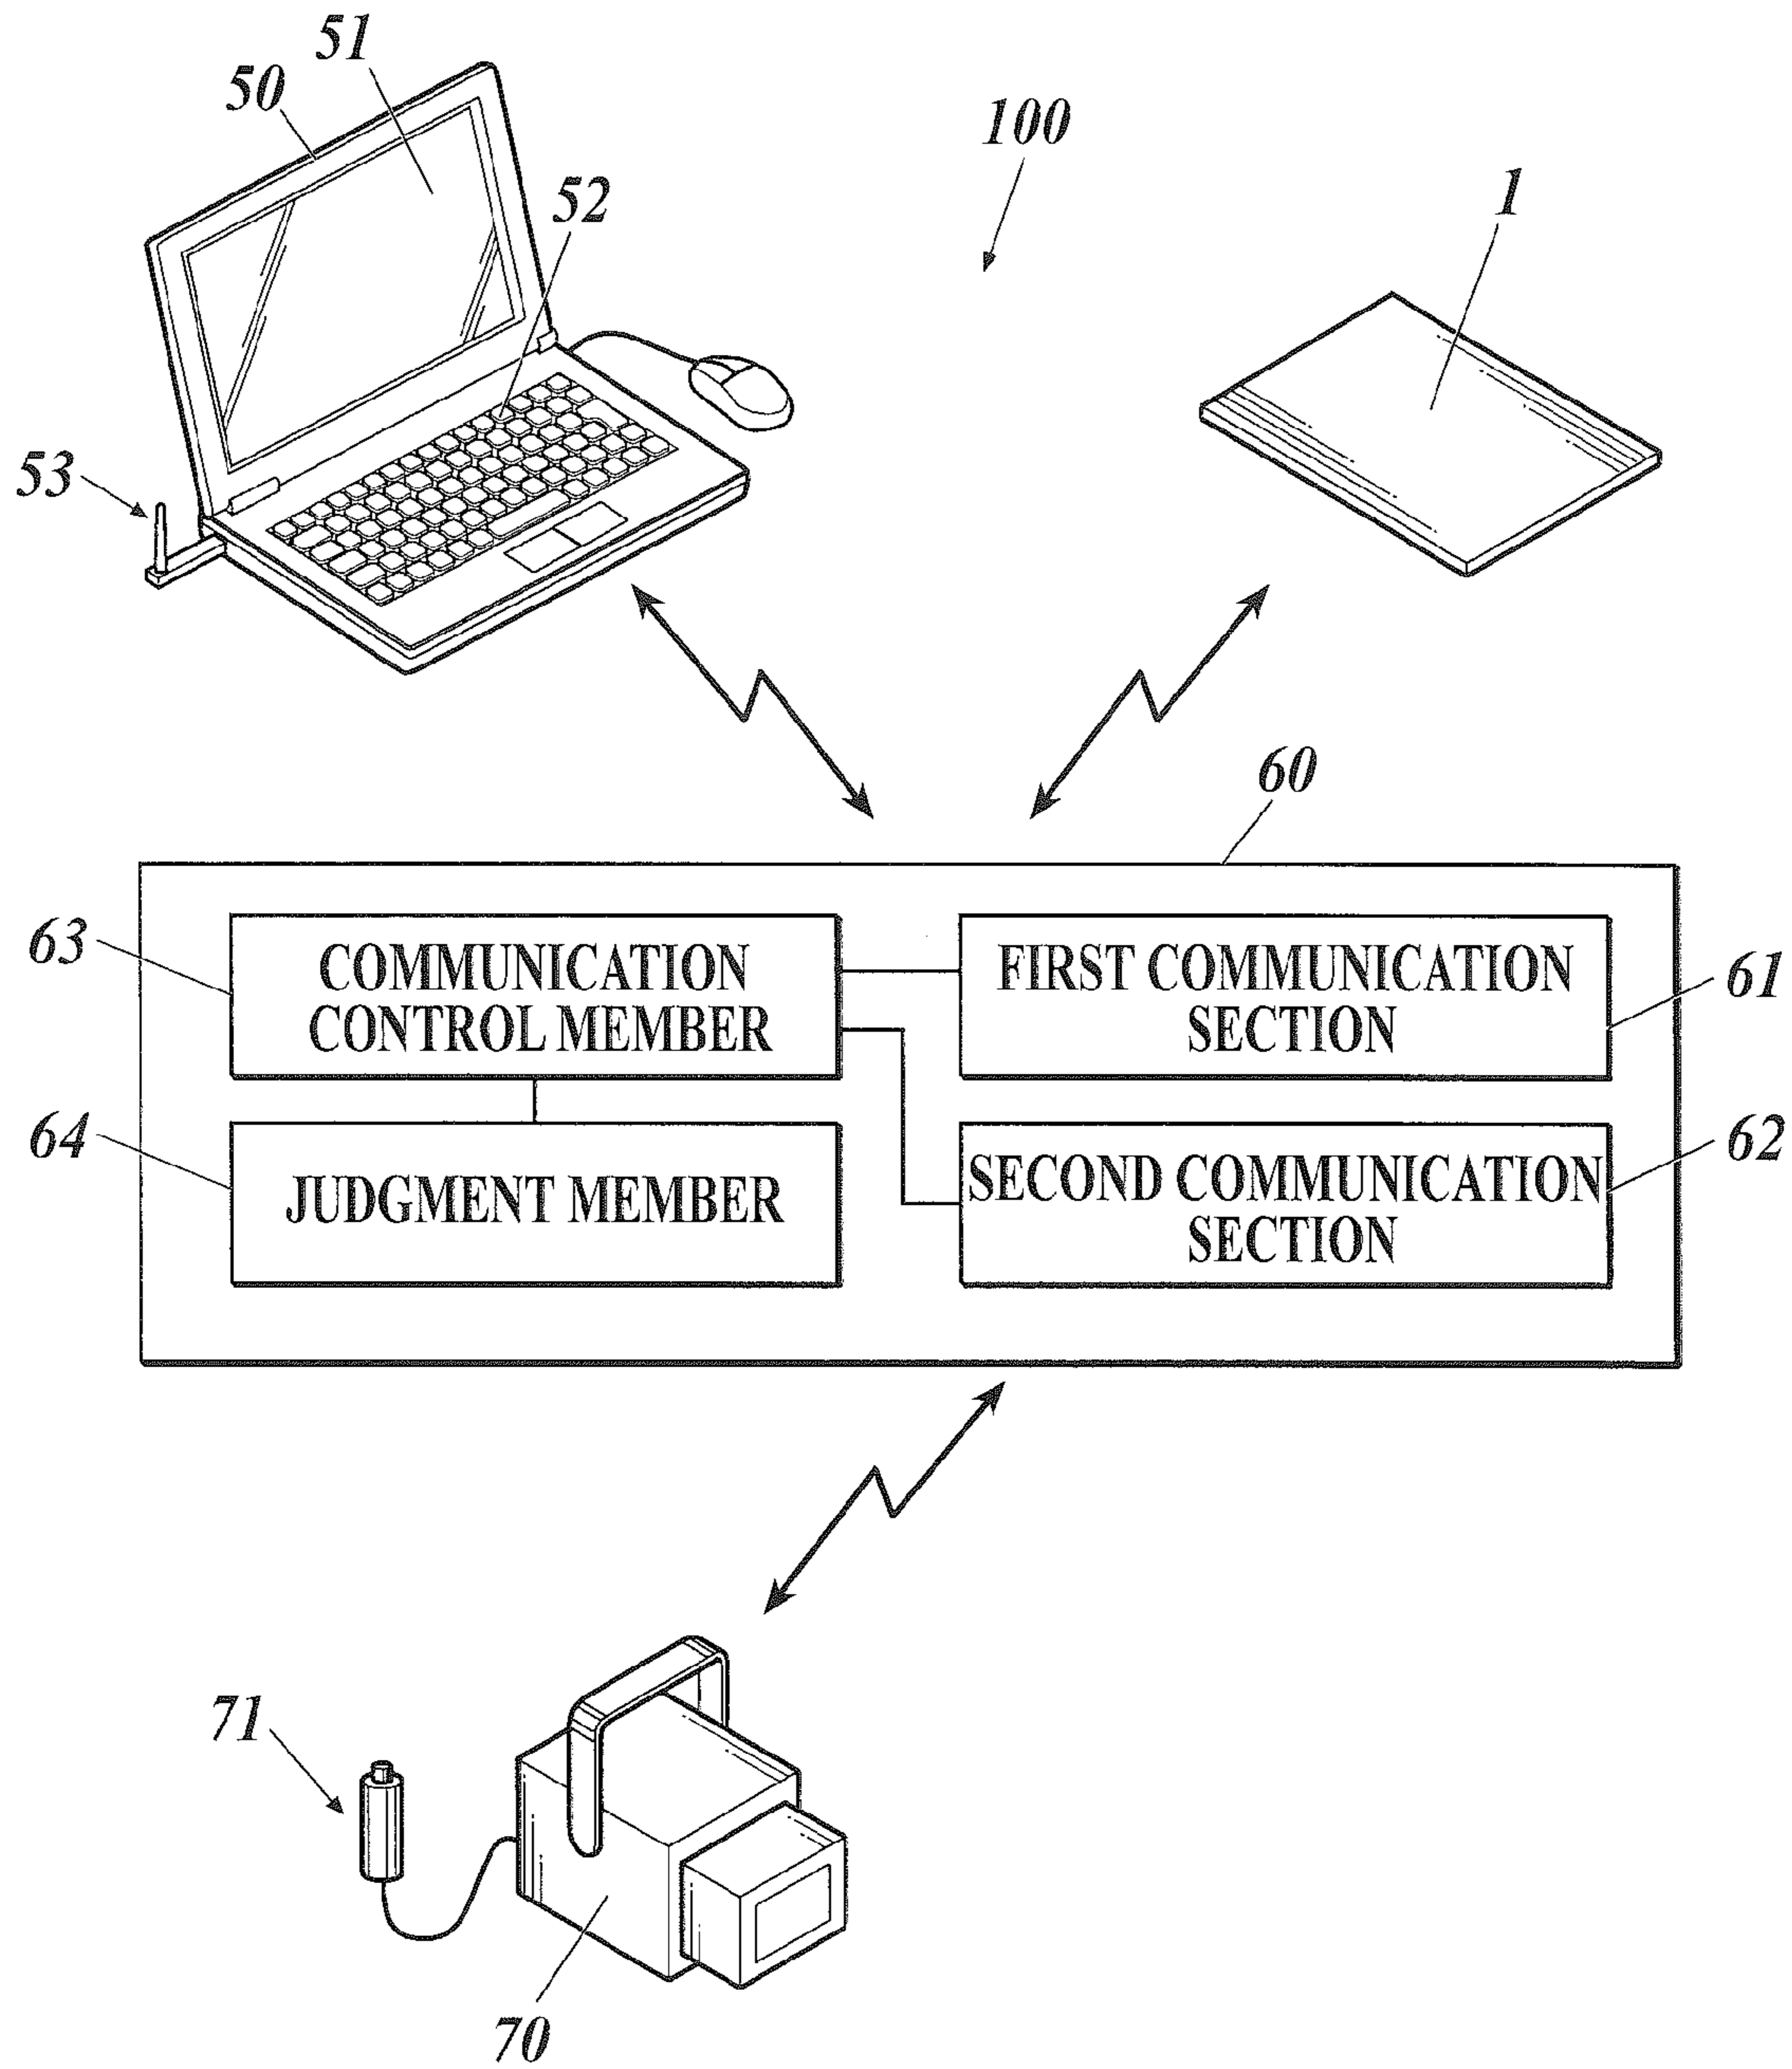 51
50
100
52
1
53
60
63
COMMUNICATION
CONTROL MEMBER
FIRST COMMUNICATION
SECTION
61
64
JUDGMENT MEMBER
SECOND COMMUNICATION
SECTION
62
71
70